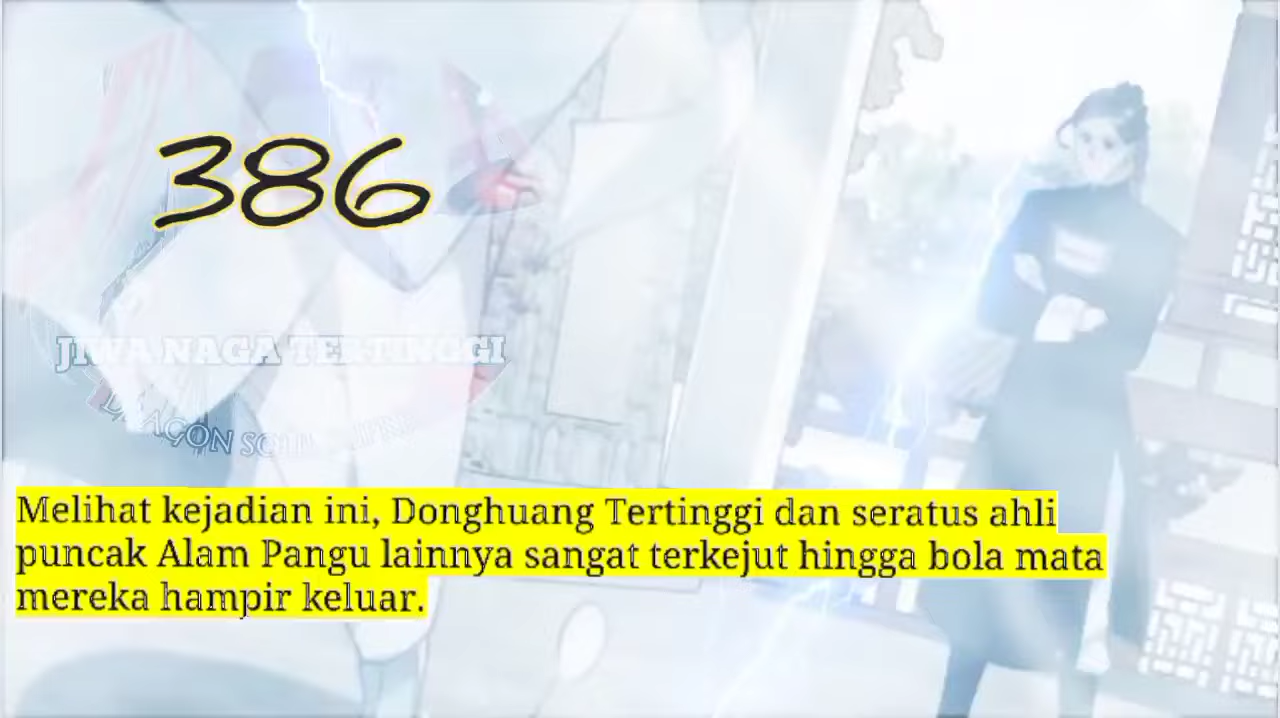 386
JIWA NAGA TERTINGGI
DRAGON
Melihat kejadian ini, Donghuang Tertinggi dan seratus ahli
puncak Alam Pangu lainnya sangat terkejut hingga bola mata
mereka hampir keluar.